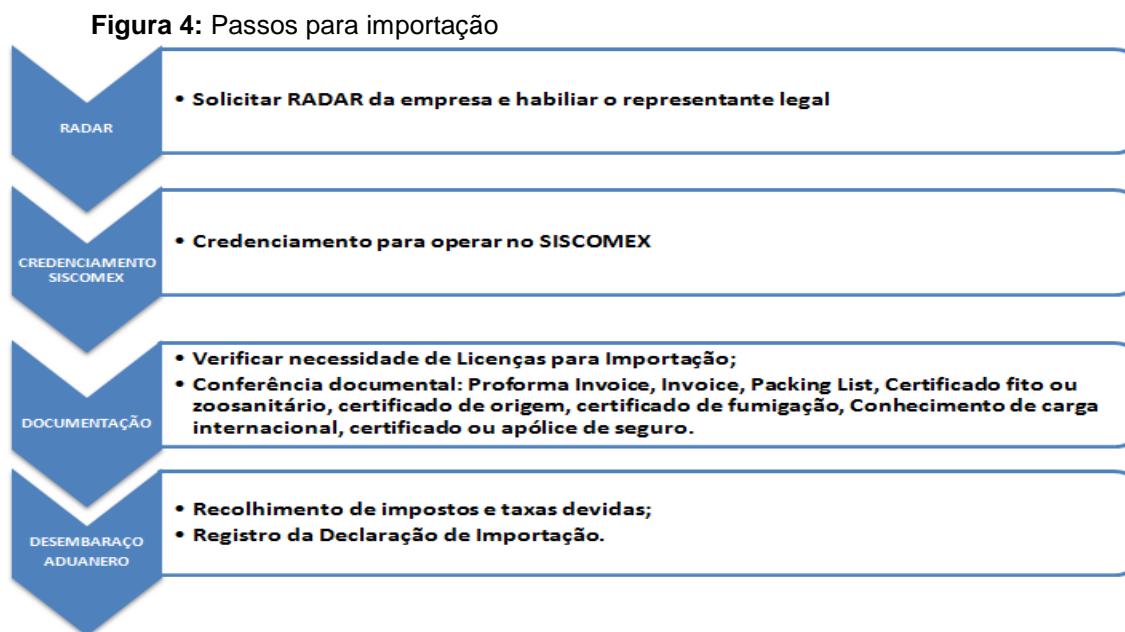 Figura 4: Passos para importação
RADAR
• Solicitar RADAR da empresa e habiliar o representante legal
CREDENCIAMENTO
SISCOMEX
• Credenciamento para operar no SISCOMEX
DOCUMENTAÇÃO
• Verificar necessidade de Licenças para Importação;
• Conferência documental: Proforma Invoice, Invoice, Packing List, Certificado fito ou
zoosanitário, certificado de origem, certificado de fumigação, Conhecimento de carga
internacional, certificado ou apólice de seguro.
DESEMBARAÇO
ADUANERO
• Recolhimento de impostos e taxas devidas;
• Registro da Declaração de Importação.